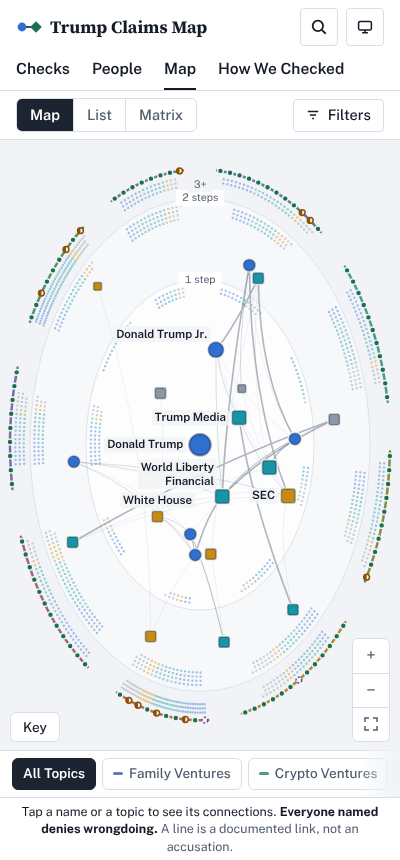 Trump Claims Map
Checks People Map How We Checked
Map List Matrix Filters
3+
2 steps
1 step
Donald Trump Jr.
Trump Media
Donald Trump
World Liberty
Financial
White House
SEC
+
−
Key
All Topics Family Ventures Crypto Ventures
Tap a name or a topic to see its connections. Everyone named
denies wrongdoing. A line is a documented link, not an
accusation.